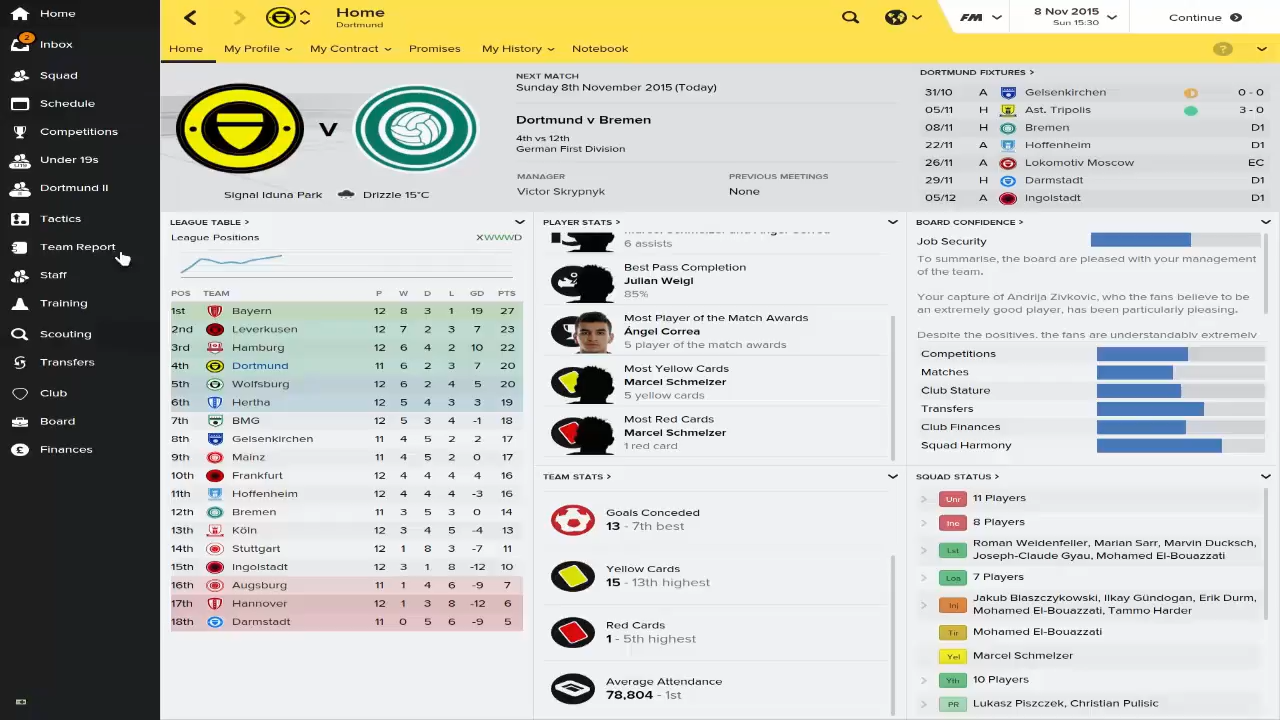 Home
2
Inbox
Squad
Schedule
Competitions
Under 19s
Dortmund II
Tactics
Team Report
Staff
Training
Scouting
Transfers
Club
Board
Finances
Home
Dortmund
FM
8 Nov 2015
Sun 15:30
Continue
Home My Profile My Contract Promises My History Notebook ?
V
Signal Iduna Park Drizzle 15°C
NEXT MATCH
Sunday 8th November 2015 (Today)
Dortmund v Bremen
4th vs 12th
German First Division
MANAGER PREVIOUS MEETINGS
Victor Skrypnyk None
DORTMUND FIXTURES >
31/10 A Gelsenkirchen 0 - 0
05/11 H Ast. Tripolis 3 - 0
08/11 H Bremen D1
22/11 A Hoffenheim D1
26/11 A Lokomotiv Moscow EC
29/11 H Darmstadt D1
05/12 A Ingolstadt D1
LEAGUE TABLE >
League Positions XWWWD
POS TEAM P W D L GD PTS
1st Bayern 12 8 3 1 19 27
2nd Leverkusen 12 7 2 3 7 23
3rd Hamburg 12 6 4 2 10 22
4th Dortmund 11 6 2 3 7 20
5th Wolfsburg 12 6 2 4 5 20
6th Hertha 12 5 4 3 3 19
7th BMG 12 5 3 4 -1 18
8th Gelsenkirchen 11 4 5 2 2 17
9th Mainz 11 4 5 2 0 17
10th Frankfurt 12 4 4 4 4 16
11th Hoffenheim 12 4 4 4 -3 16
12th Bremen 11 3 5 3 0 14
13th Köln 12 3 4 5 -4 13
14th Stuttgart 12 1 8 3 -7 11
15th Ingolstadt 12 3 1 8 -12 10
16th Augsburg 11 1 4 6 -9 7
17th Hannover 12 1 3 8 -12 6
18th Darmstadt 11 0 5 6 -9 5
PLAYER STATS >
Marcel Schmelzer and Ángel Correa
6 assists
Best Pass Completion
Julian Weigl
85%
Most Player of the Match Awards
Ángel Correa
5 player of the match awards
Most Yellow Cards
Marcel Schmelzer
5 yellow cards
Most Red Cards
Marcel Schmelzer
1 red card
TEAM STATS >
Goals Conceded
13 - 7th best
Yellow Cards
15 - 13th highest
Red Cards
1 - 5th highest
Average Attendance
78,804 - 1st
BOARD CONFIDENCE >
Job Security
To summarise, the board are pleased with your management
of the team.
Your capture of Andrija Zivkovic, who the fans believe to be
an extremely good player, has been particularly pleasing.
Despite the positives, the fans are understandably extremely
Competitions
Matches
Club Stature
Transfers
Club Finances
Squad Harmony
SQUAD STATUS >
Unr 11 Players
Ine 8 Players
Lst Roman Weidenfeller, Marian Sarr, Marvin Ducksch,
Joseph-Claude Gyau, Mohamed El-Bouazzati
Loa 7 Players
Inj Jakub Blaszczykowski, Ilkay Gündogan, Erik Durm,
Mohamed El-Bouazzati, Tammo Harder
Tir Mohamed El-Bouazzati
Yel Marcel Schmelzer
Yth 10 Players
PR Lukasz Piszczek, Christian Pulisic